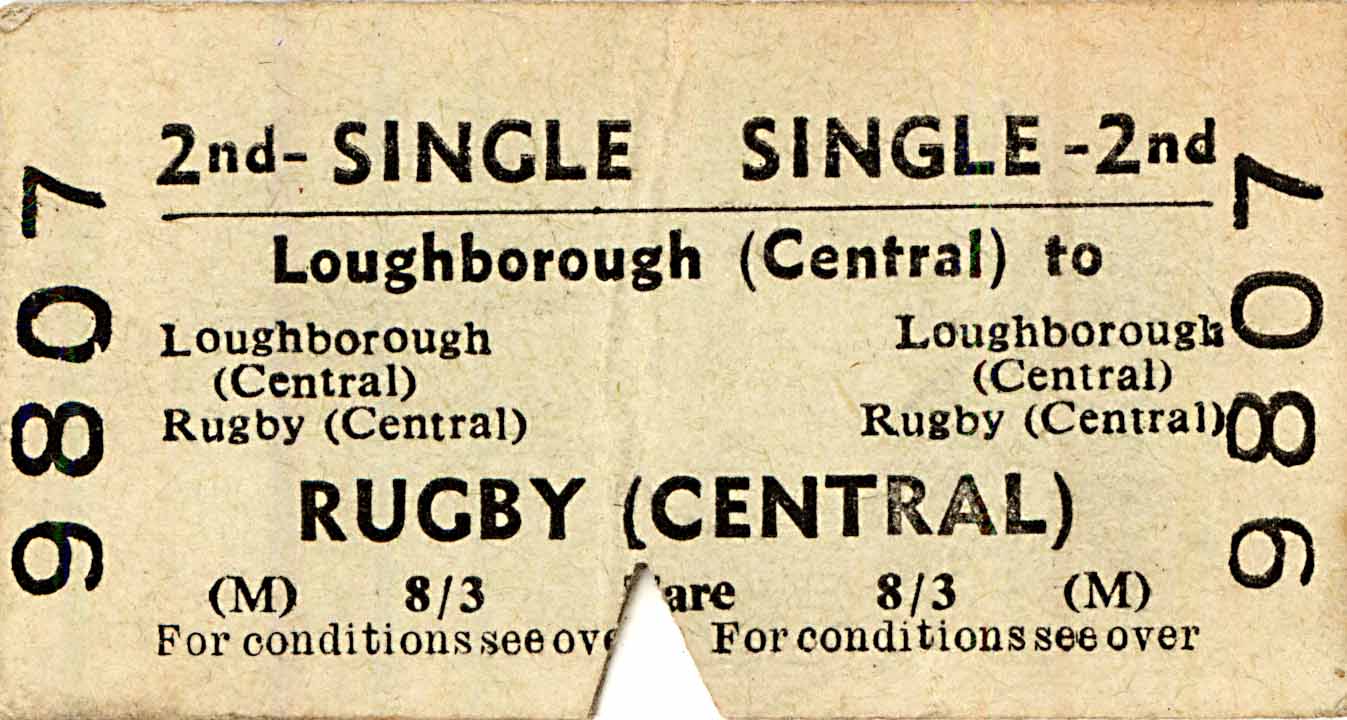 2nd- SINGLE SINGLE -2nd
Loughborough (Central) to
Loughborough Loughborough
(Central) (Central)
Rugby (Central) Rugby (Central)
RUGBY (CENTRAL)
(M) 8/3 8/3 (M)
For conditions see For conditions see over
9807
9807